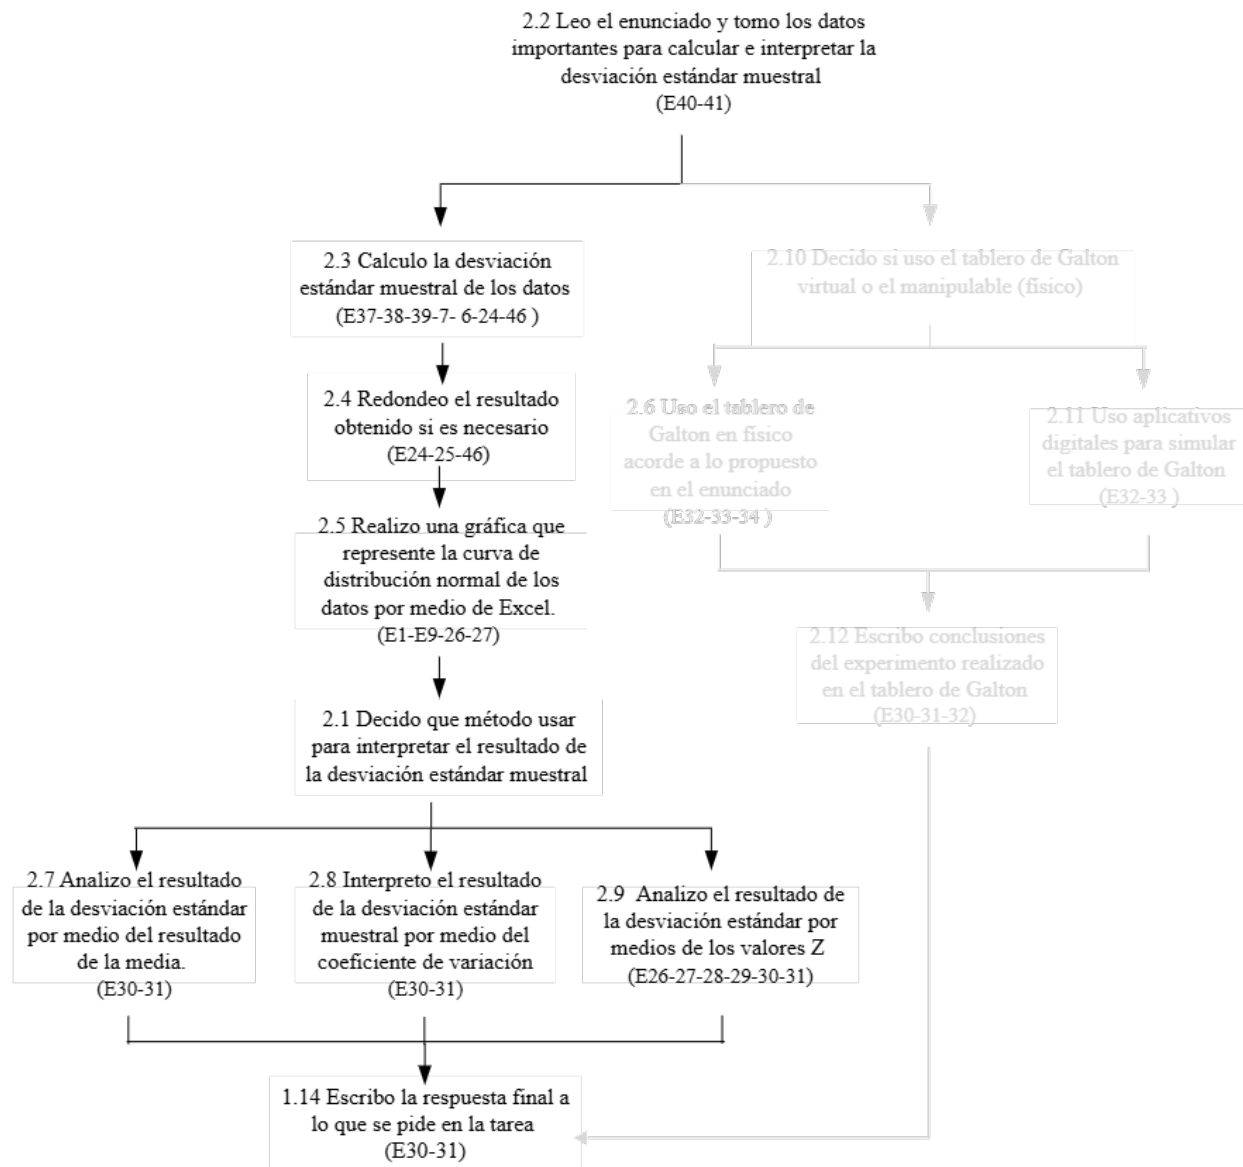 2.2 Leo el enunciado y tomo los datos
importantes para calcular e interpretar la
desviación estándar muestral
(E40-41)
2.3 Calculo la desviación
estándar muestral de los datos
(E37-38-39-7- 6-24-46 )
2.10 Decido si uso el tablero de Galton
virtual o el manipulable (físico)
2.4 Redondeo el resultado
obtenido si es necesario
(E24-25-46)
2.6 Uso el tablero de
Galton en físico
acorde a lo propuesto
en el enunciado
(E32-33-34 )
2.11 Uso aplicativos
digitales para simular
el tablero de Galton
(E32-33 )
2.5 Realizo una gráfica que
represente la curva de
distribución normal de los
datos por medio de Excel.
(E1-E9-26-27)
2.12 Escribo conclusiones
del experimento realizado
en el tablero de Galton
(E30-31-32)
2.1 Decido que método usar
para interpretar el resultado de
la desviación estándar muestral
2.7 Analizo el resultado
de la desviación estándar
por medio del resultado
de la media.
(E30-31)
2.8 Interpreto el resultado
de la desviación estándar
muestral por medio del
coeficiente de variación
(E30-31)
2.9 Analizo el resultado de
la desviación estándar por
medios de los valores Z
(E26-27-28-29-30-31)
1.14 Escribo la respuesta final a
lo que se pide en la tarea
(E30-31)